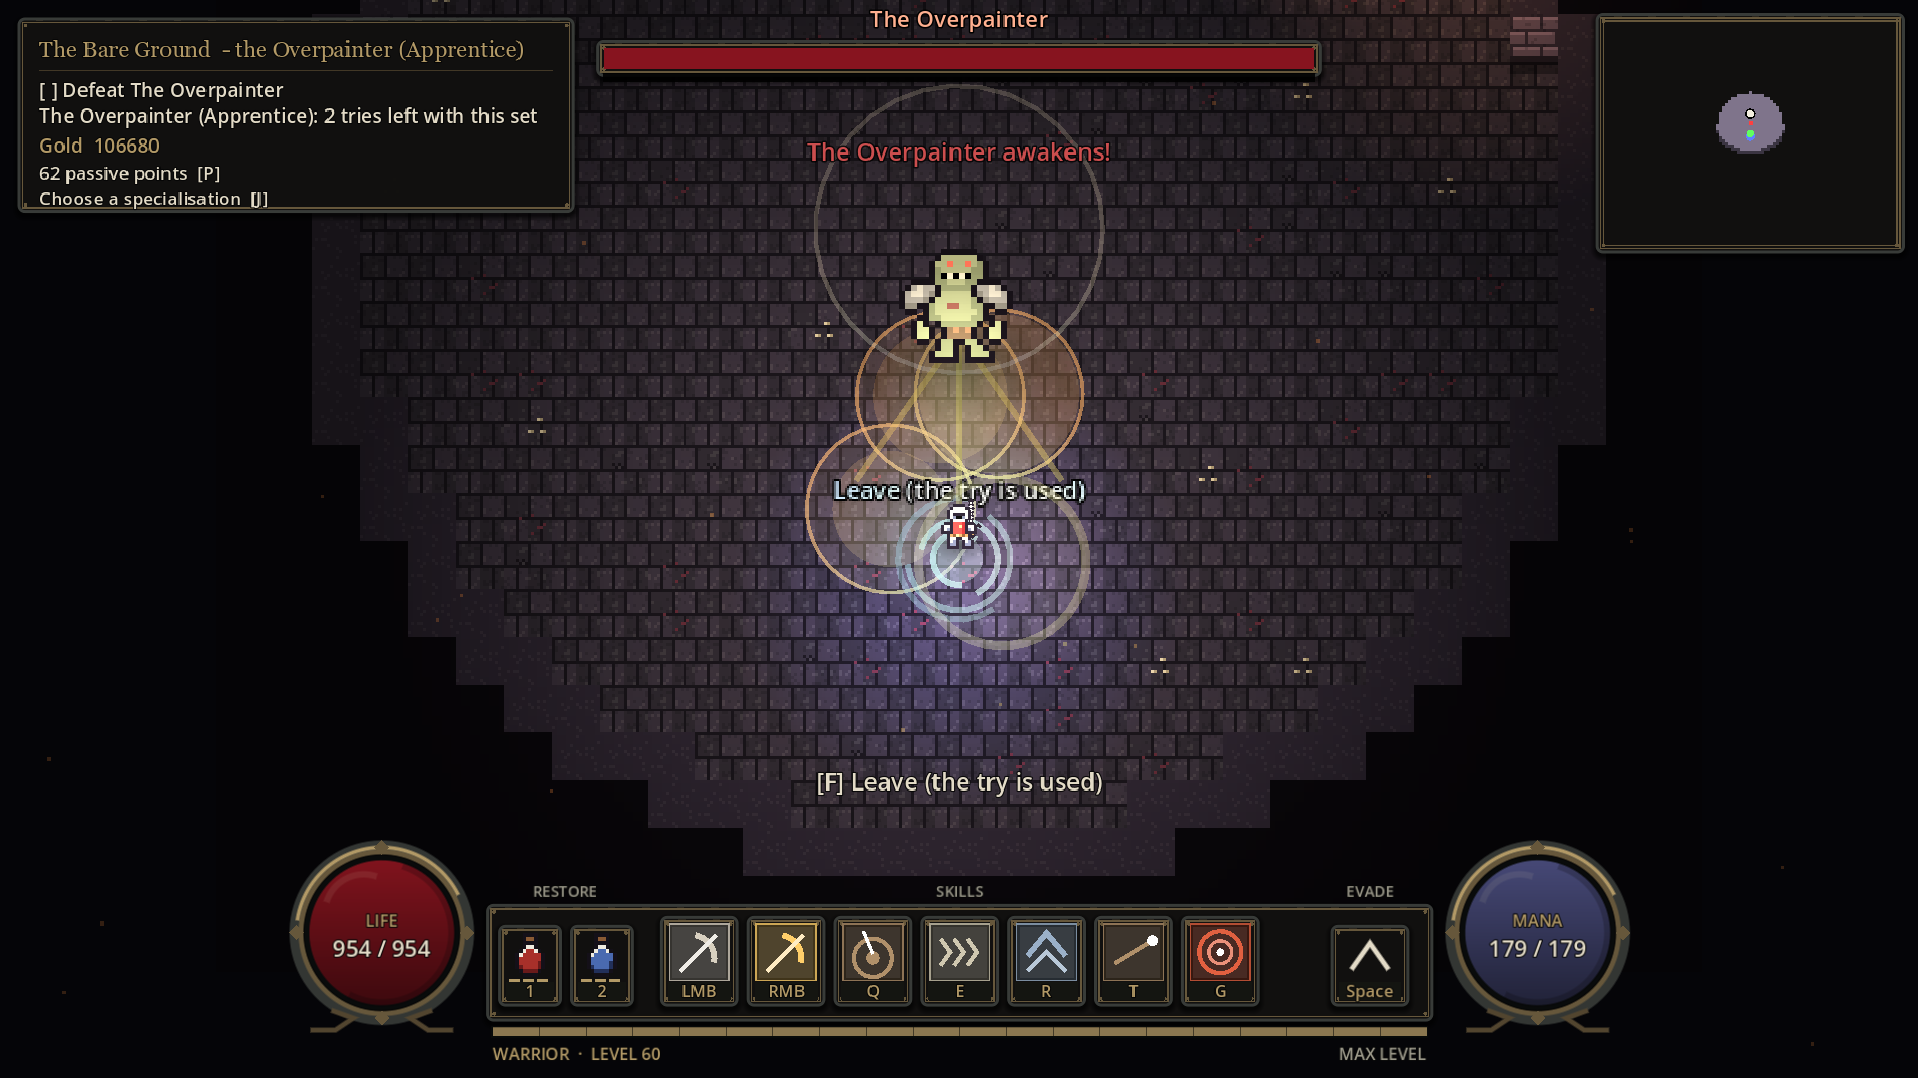 The Overpainter
The Bare Ground - the Overpainter (Apprentice)
[ ] Defeat The Overpainter
The Overpainter (Apprentice): 2 tries left with this set
Gold 106680
62 passive points [P]
Choose a specialisation [J]
The Overpainter awakens!
Leave (the try is used)
[F] Leave (the try is used)
RESTORE
SKILLS
EVADE
LIFE
954 / 954
MANA
179 / 179
1
2
LMB
RMB
Q
E
R
T
G
Space
WARRIOR · LEVEL 60
MAX LEVEL